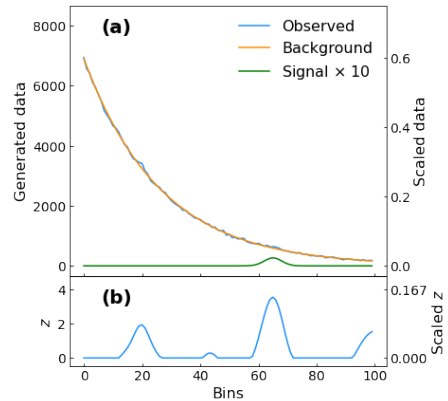 (a)
Observed
Background
Signal × 10
8000
6000
4000
2000
0
Generated data
0.6
0.4
0.2
0.0
Scaled data
(b)
4
2
0
z
0.167
0.000
Scaled z
0 20 40 60 80 100
Bins